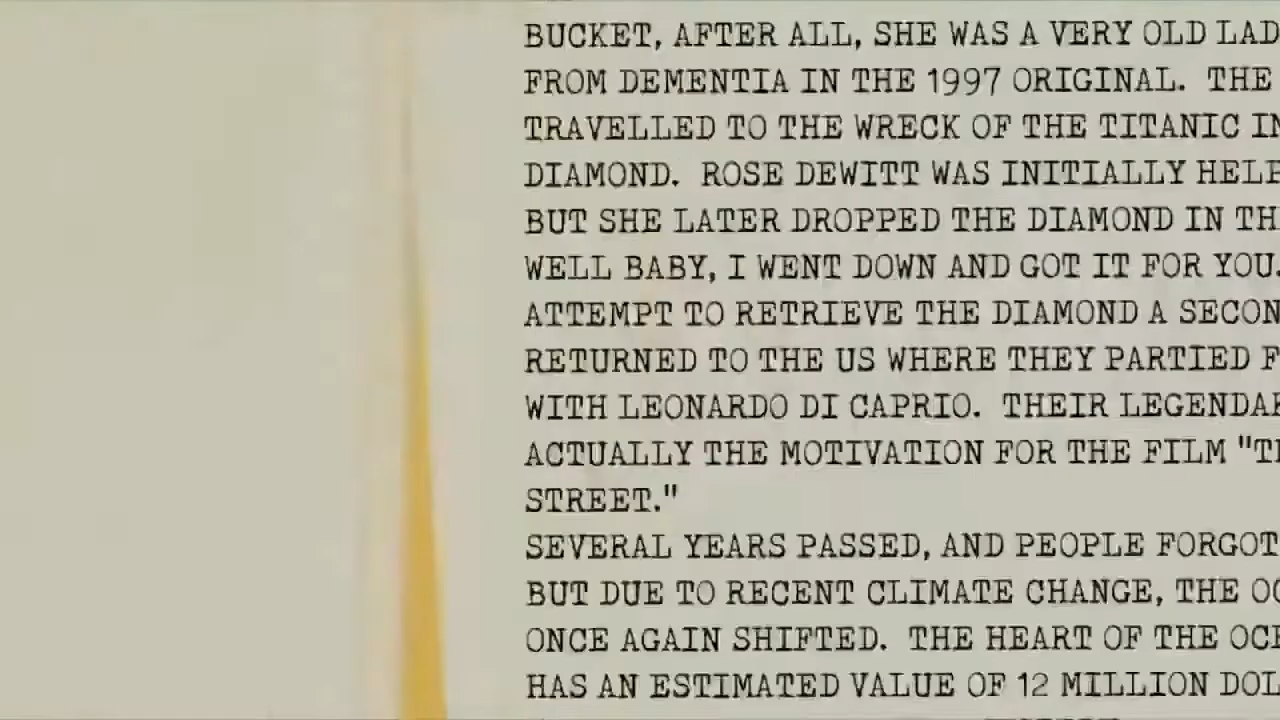 BUCKET, AFTER ALL, SHE WAS A VERY OLD LAD
FROM DEMENTIA IN THE 1997 ORIGINAL. THE
TRAVELLED TO THE WRECK OF THE TITANIC IN
DIAMOND. ROSE DEWITT WAS INITIALLY HELP
BUT SHE LATER DROPPED THE DIAMOND IN TH
WELL BABY, I WENT DOWN AND GOT IT FOR YOU.
ATTEMPT TO RETRIEVE THE DIAMOND A SECON
RETURNED TO THE US WHERE THEY PARTIED F
WITH LEONARDO DI CAPRIO. THEIR LEGENDAR
ACTUALLY THE MOTIVATION FOR THE FILM "TH
STREET."
SEVERAL YEARS PASSED, AND PEOPLE FORGOT
BUT DUE TO RECENT CLIMATE CHANGE, THE OC
ONCE AGAIN SHIFTED. THE HEART OF THE OCE
HAS AN ESTIMATED VALUE OF 12 MILLION DOL